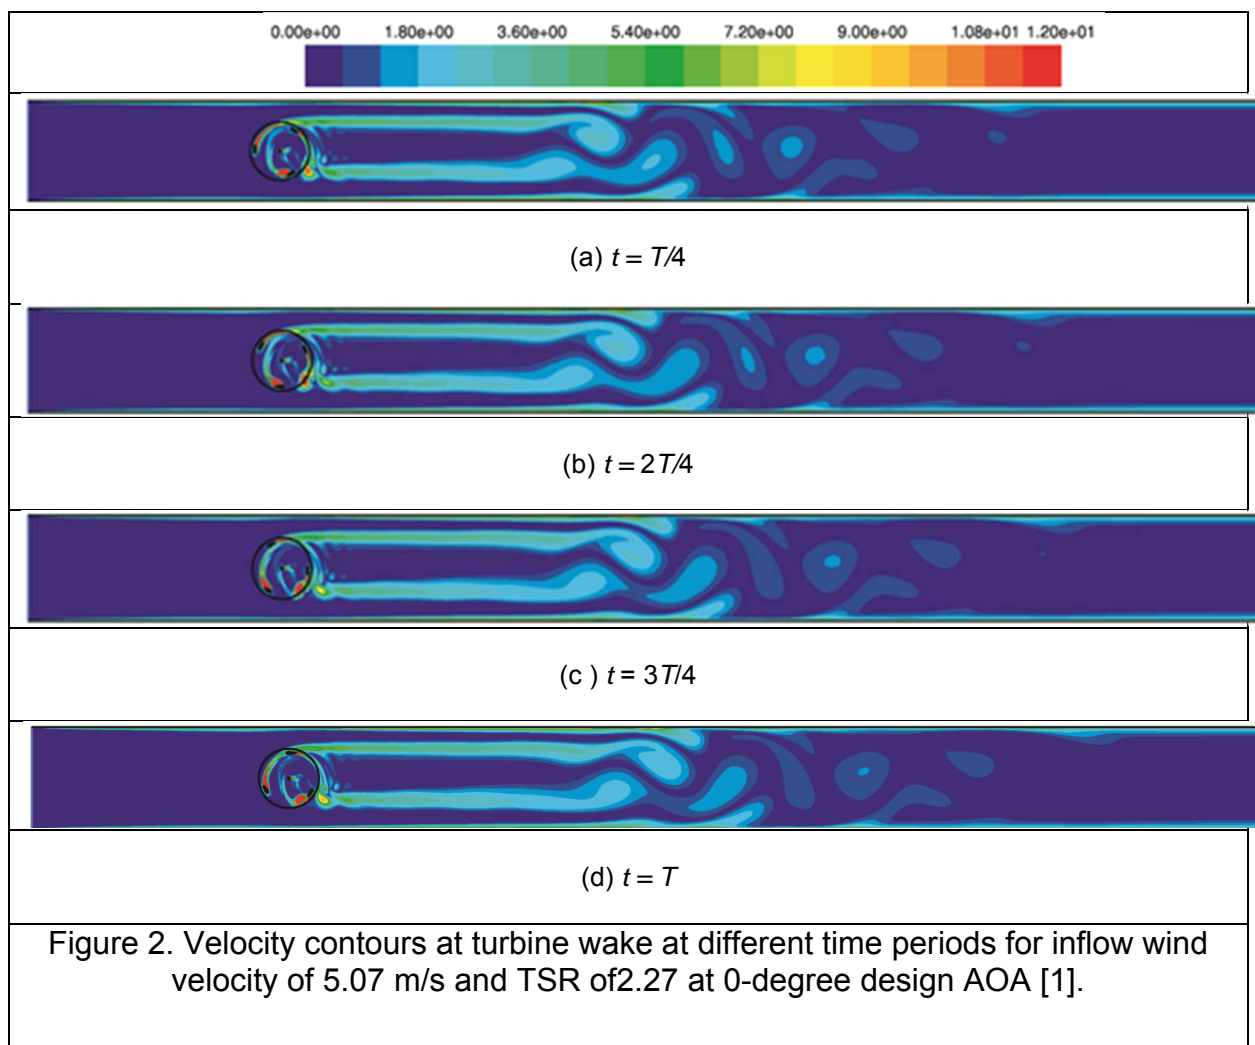 0.00e+00 1.80e+00 3.60e+00 5.40e+00 7.20e+00 9.00e+00 1.08e+01 1.20e+01
(a) t = T/4
(b) t = 2T/4
(c ) t = 3T/4
(d) t = T
Figure 2. Velocity contours at turbine wake at different time periods for inflow wind
velocity of 5.07 m/s and TSR of2.27 at 0-degree design AOA [1].